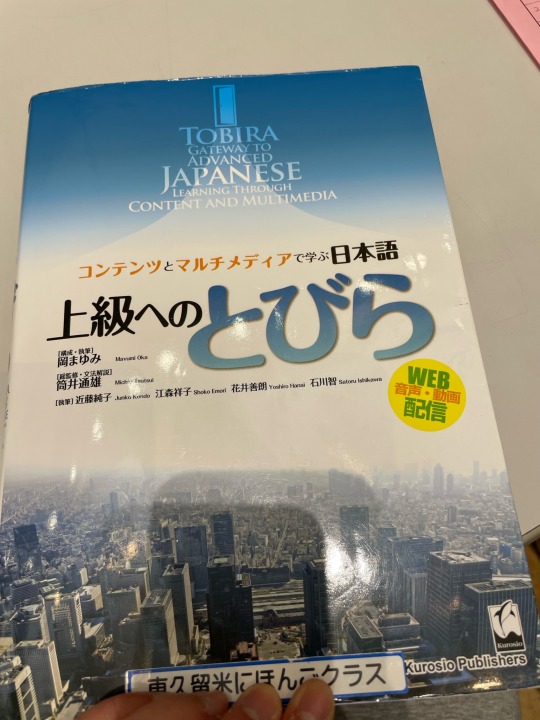 TOBIRA
GATEWAY TO
ADVANCED
JAPANESE
LEARNING THROUGH
CONTENT AND MULTIMEDIA
コンテンツとマルチメディアで学ぶ日本語
上級へのとびら
[構成・執筆]
岡まゆみ Mayumi Oka
[総監修・文法解説]
筒井通雄 Michio Tsutsui
[執筆] 近藤純子 Junko Kondo 江森祥子 Shoko Emori 花井善朗 Yoshiro Hanai 石川智 Satoru Ishikawa
WEB
音声・動画
配信
Kurosio
Kurosio Publishers
東久留米にほんごクラス